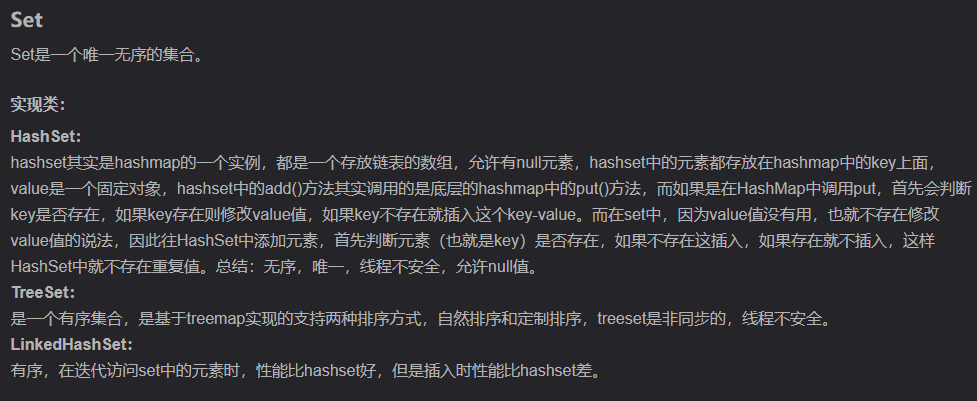 Set
Set是一个唯一无序的集合。
实现类：
HashSet：
hashset其实是hashmap的一个实例，都是一个存放链表的数组，允许有null元素，hashset中的元素都存放在hashmap中的key上面，
value是一个固定对象，hashset中的add()方法其实调用的是底层的hashmap中的put()方法，而如果是在HashMap中调用put，首先会判断
key是否存在，如果key存在则修改value值，如果key不存在就插入这个key-value。而在set中，因为value值没有用，也就不存在修改
value值的说法，因此往HashSet中添加元素，首先判断元素（也就是key）是否存在，如果不存在这插入，如果存在就不插入，这样
HashSet中就不存在重复值。总结：无序，唯一，线程不安全，允许null值。
TreeSet：
是一个有序集合，是基于treemap实现的支持两种排序方式，自然排序和定制排序，treeset是非同步的，线程不安全。
LinkedHashSet：
有序，在迭代访问set中的元素时，性能比hashset好，但是插入时性能比hashset差。